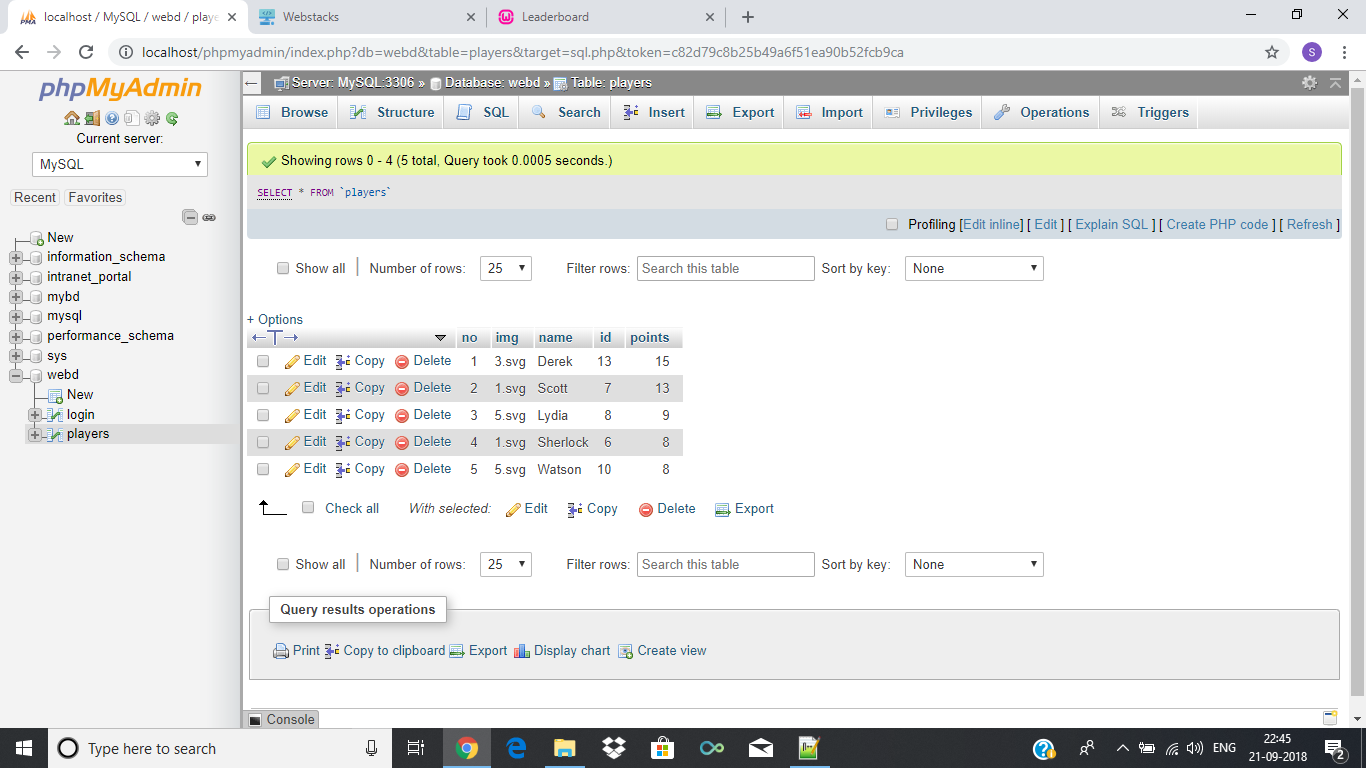 localhost / MySQL / webd / playe
Webstacks
Leaderboard
S
localhost/phpmyadmin/index.php?db=webd&table=players&target=sql.php&token=c82d79c8b25b49a6f51ea90b52fcb9ca
phpMyAdmin
Current server:
MySQL
Recent Favorites
New
information_schema
intranet_portal
mybd
mysql
performance_schema
sys
webd
New
login
players
Server: MySQL:3306 » Database: webd » Table: players
Browse Structure SQL Search Insert Export Import Privileges Operations Triggers
Showing rows 0 - 4 (5 total, Query took 0.0005 seconds.)
SELECT * FROM `players`
Profiling [Edit inline] [ Edit ] [ Explain SQL ] [ Create PHP code ] [ Refresh ]
Show all Number of rows: 25 Filter rows: Search this table Sort by key: None
+ Options
no img name id points
Edit Copy Delete 1 3.svg Derek 13 15
Edit Copy Delete 2 1.svg Scott 7 13
Edit Copy Delete 3 5.svg Lydia 8 9
Edit Copy Delete 4 1.svg Sherlock 6 8
Edit Copy Delete 5 5.svg Watson 10 8
Check all With selected: Edit Copy Delete Export
Show all Number of rows: 25 Filter rows: Search this table Sort by key: None
Query results operations
Print Copy to clipboard Export Display chart Create view
Console
Type here to search
ENG
22:45
21-09-2018
2